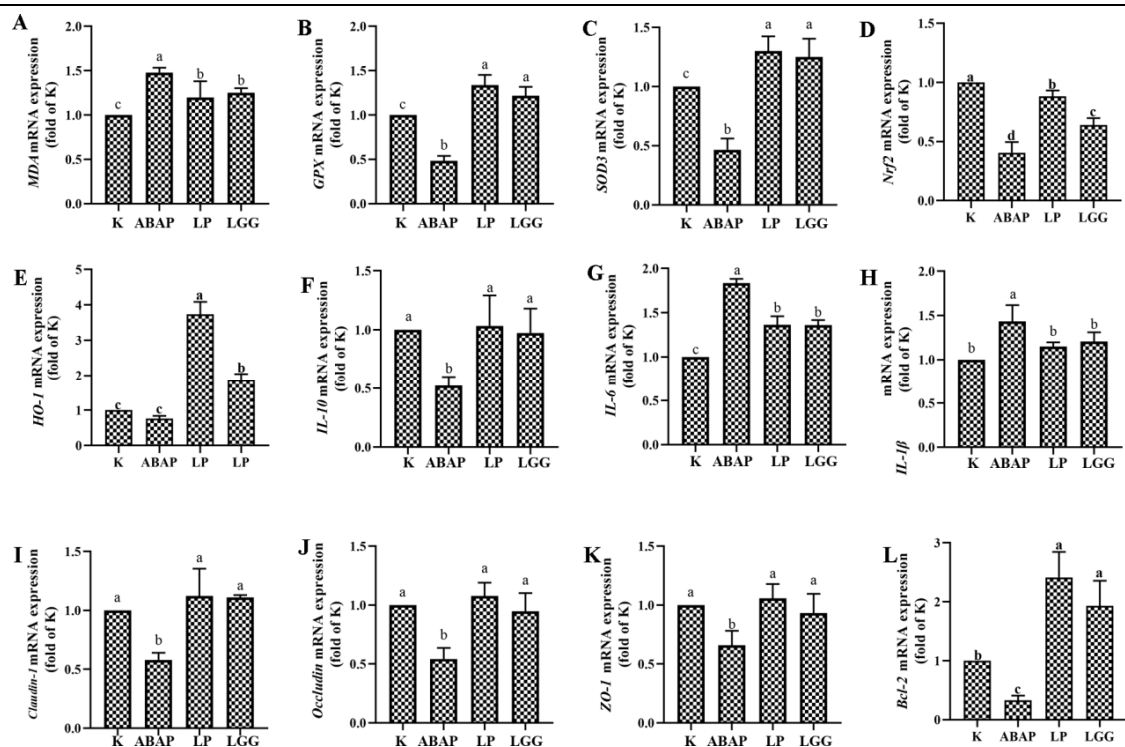 A
MDA mRNA expression
(fold of K)
2.0
1.5
1.0
0.5
0.0
c
a
b
b
K ABAP LP LGG
B
GPX mRNA expression
(fold of K)
2.0
1.5
1.0
0.5
0.0
c
b
a
a
K ABAP LP LGG
C
SOD3 mRNA expression
(fold of K)
1.5
1.0
0.5
0.0
c
b
a
a
K ABAP LP LGG
D
Nrf2 mRNA expression
(fold of K)
1.5
1.0
0.5
0.0
a
d
b
c
K ABAP LP LGG
E
HO-1 mRNA expression
(fold of K)
5
4
3
2
1
0
c
c
a
b
K ABAP LP LP
F
IL-10 mRNA expression
(fold of K)
1.5
1.0
0.5
0.0
a
b
a
a
K ABAP LP LGG
G
IL-6 mRNA expression
(fold of K)
2.0
1.5
1.0
0.5
0.0
c
a
b
b
K ABAP LP LGG
H
IL-1β mRNA expression
(fold of K)
2.0
1.5
1.0
0.5
0.0
b
a
b
b
K ABAP LP LGG
I
Claudin-1 mRNA expression
(fold of K)
1.5
1.0
0.5
0.0
a
b
a
a
K ABAP LP LGG
J
Occludin mRNA expression
(fold of K)
1.5
1.0
0.5
0.0
a
b
a
a
K ABAP LP LGG
K
ZO-1 mRNA expression
(fold of K)
1.5
1.0
0.5
0.0
a
b
a
a
K ABAP LP LGG
L
Bcl-2 mRNA expression
(fold of K)
3
2
1
0
b
c
a
a
K ABAP LP LGG